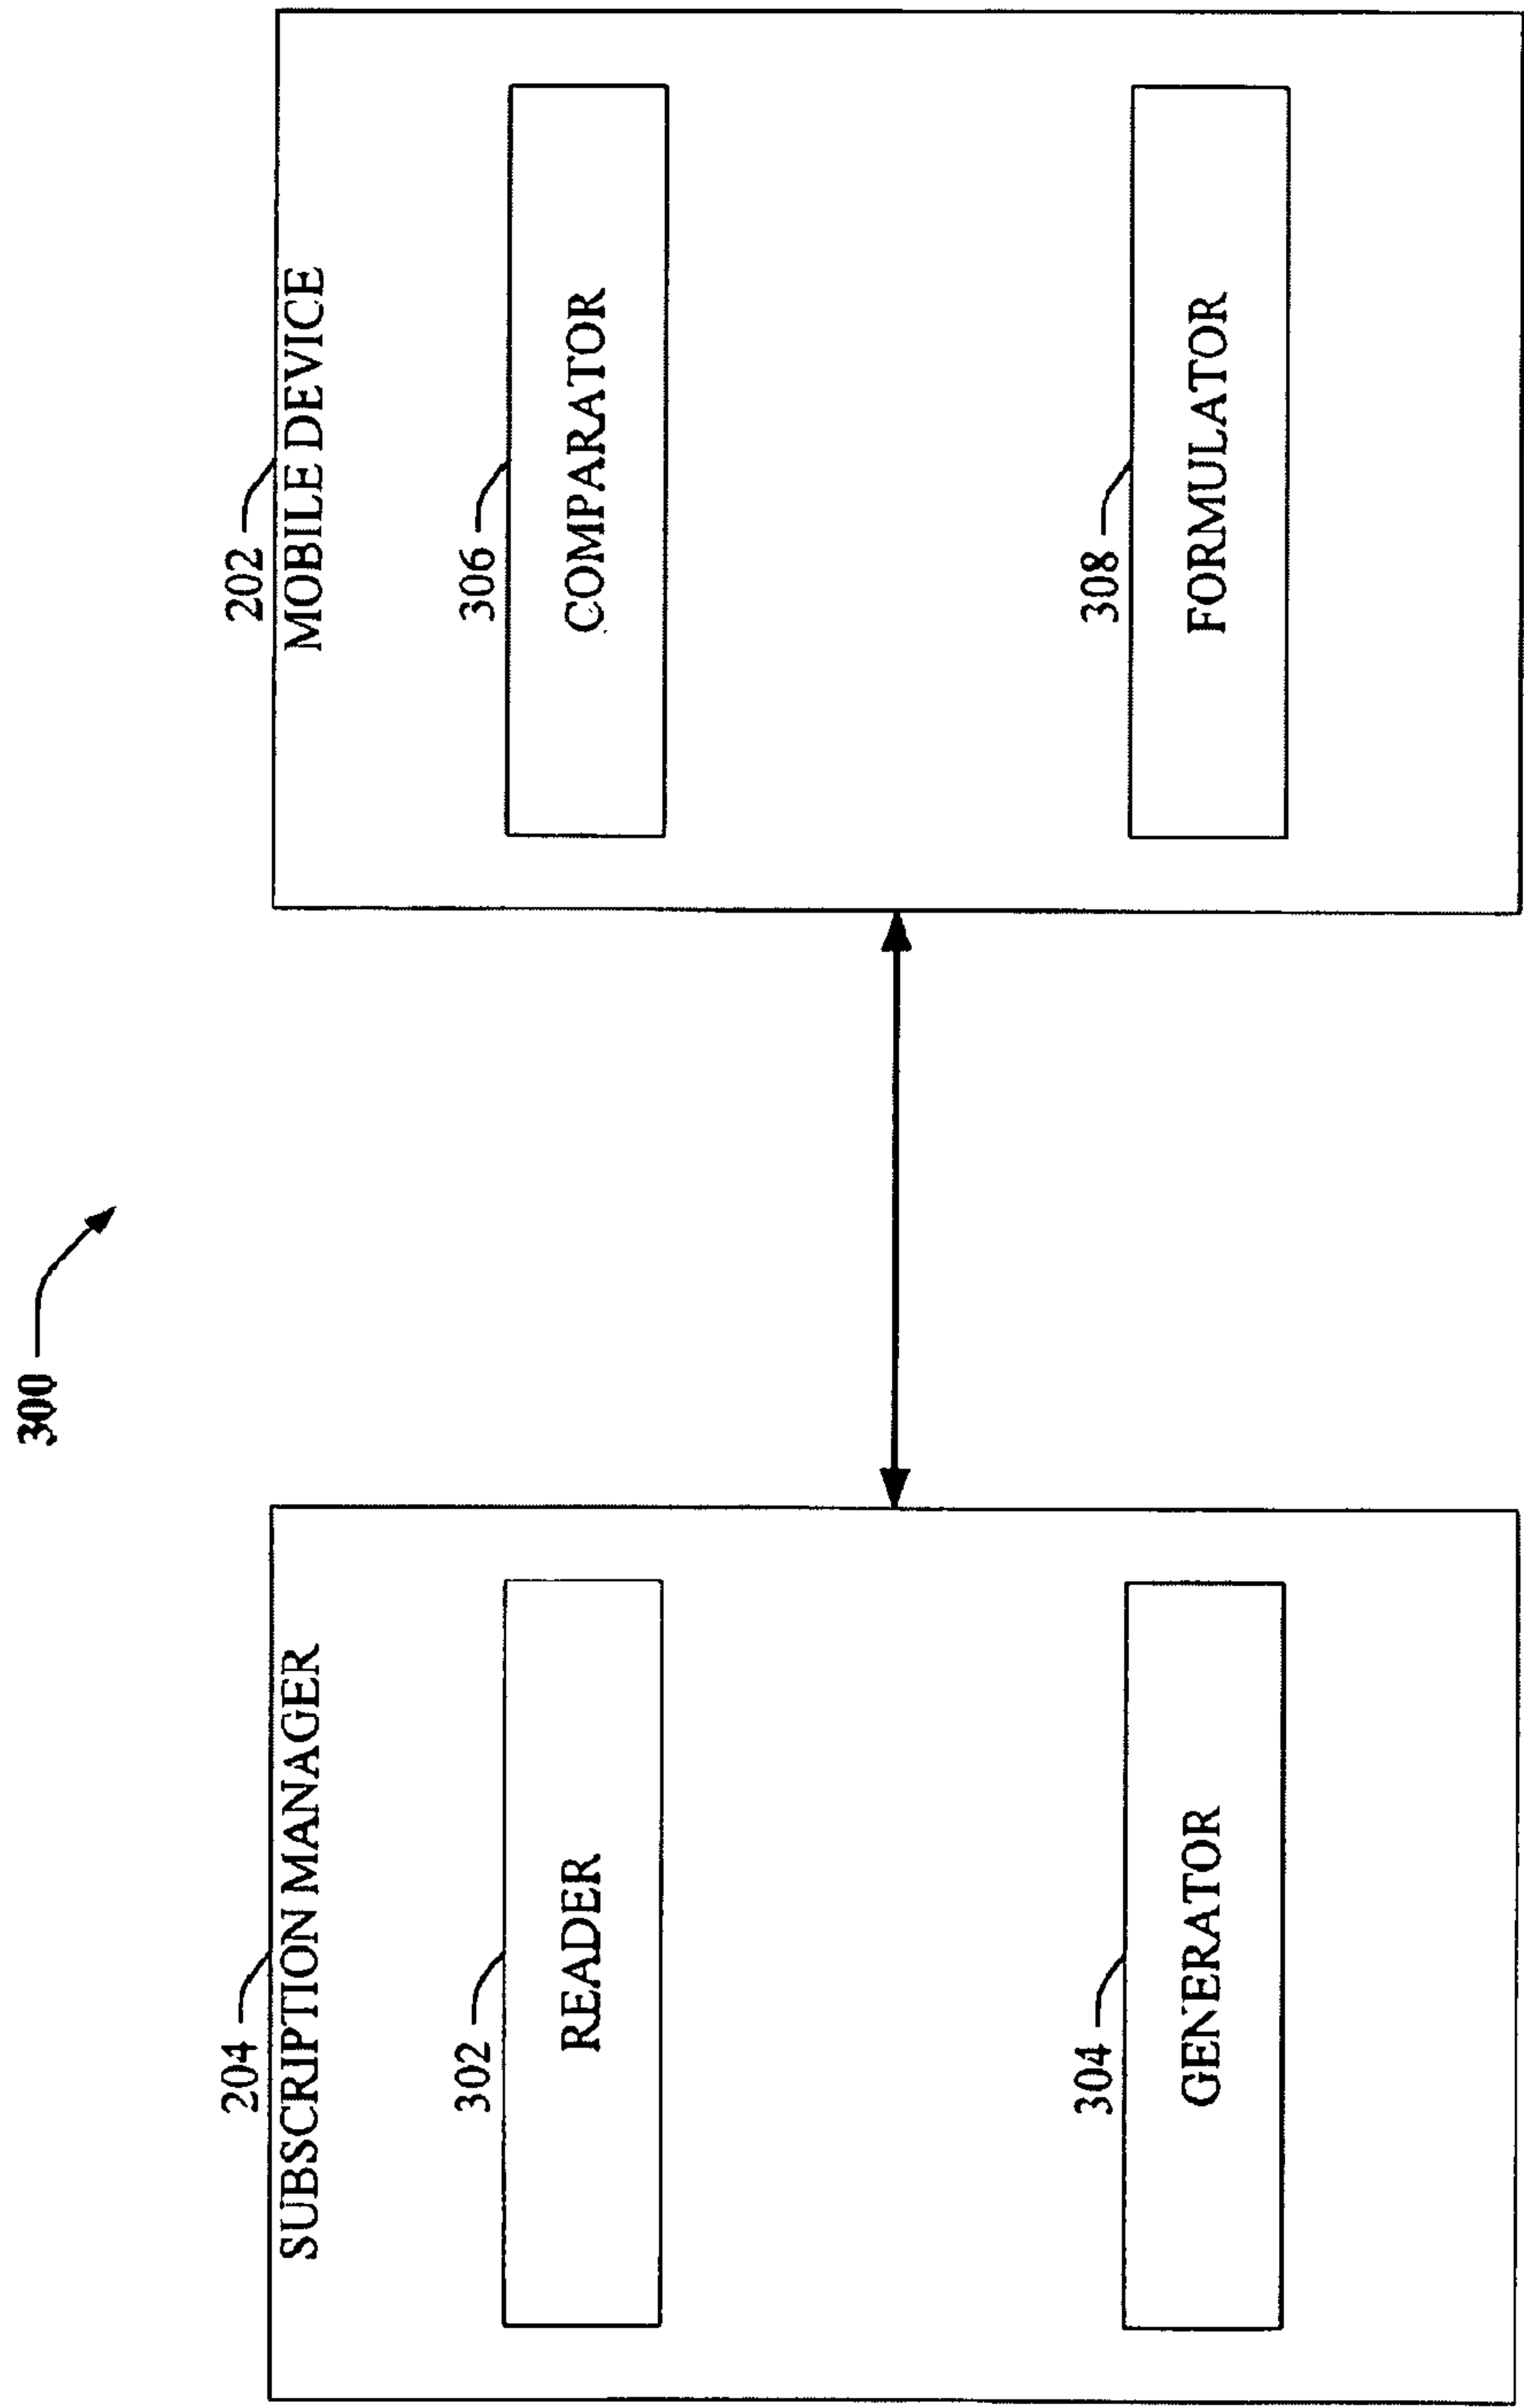 300
204
SUBSCRIPTION MANAGER
302
READER
304
GENERATOR
202
MOBILE DEVICE
306
COMPARATOR
308
FORMULATOR